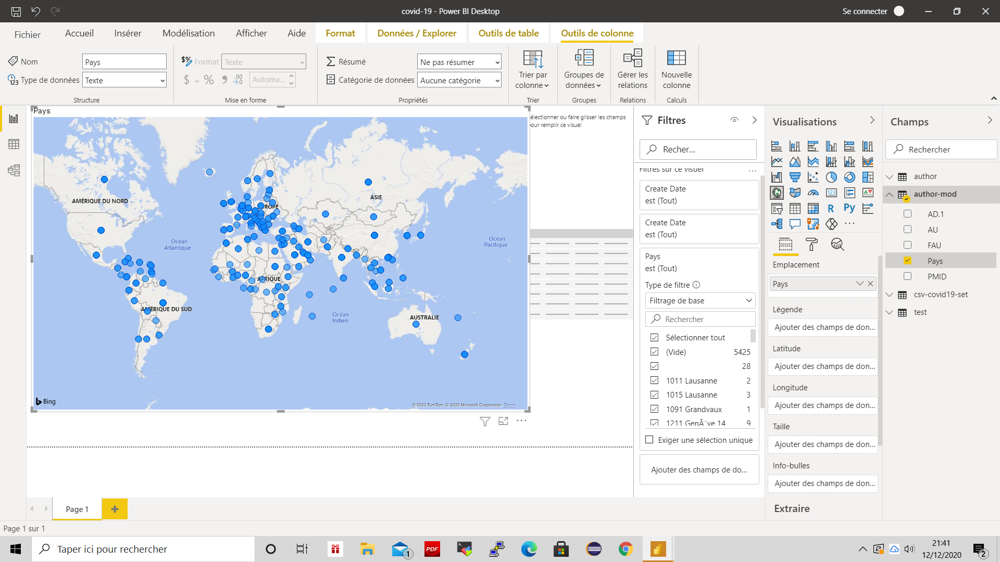 covid-19 - Power BI Desktop
Se connecter
Fichier
Accueil
Insérer
Modélisation
Afficher
Aide
Format
Données / Explorer
Outils de table
Outils de colonne
Nom
Pays
Type de données
Texte
Structure
Format
Texte
$ % 9 .00
Automa...
Mise en forme
Résumé
Ne pas résumer
Catégorie de données
Aucune catégorie
Propriétés
Trier par
colonne
Trier
Groupes de
données
Groupes
Gérer les
relations
Relations
Nouvelle
colonne
Calculs
Pays
AMÉRIQUE DU NORD
ROPE
ASIE
Océan
Atlantique
Océan
Pacifique
AFRIQUE
AMÉRIQUE DU SUD
Océan
Indien
AUSTRALIE
Bing
© 2020 TomTom, © 2020 Microsoft Corporation Terms
électionner ou faire glisser les champs
our remplir ce visuel
Filtres
Recher...
Filtres sur ce visuel
...
Create Date
est (Tout)
Create Date
est (Tout)
Pays
est (Tout)
Type de filtre
Filtrage de base
Rechercher
Sélectionner tout
(Vide) 5425
28
1011 Lausanne 2
1015 Lausanne 3
1091 Grandvaux 1
1211 GenÃ¨ve 14 9
Exiger une sélection unique
Ajouter des champs de do...
Visualisations
123
R Py
...
Emplacement
Pays
Légende
Ajouter des champs de don...
Latitude
Ajouter des champs de don...
Longitude
Ajouter des champs de don...
Taille
Ajouter des champs de don...
Info-bulles
Ajouter des champs de don...
Extraire
Champs
Rechercher
author
author-mod
AD.1
AU
FAU
Pays
PMID
csv-covid19-set
test
Page 1
+
Page 1 sur 1
Taper ici pour rechercher
1
PDF
21:41
12/12/2020
2